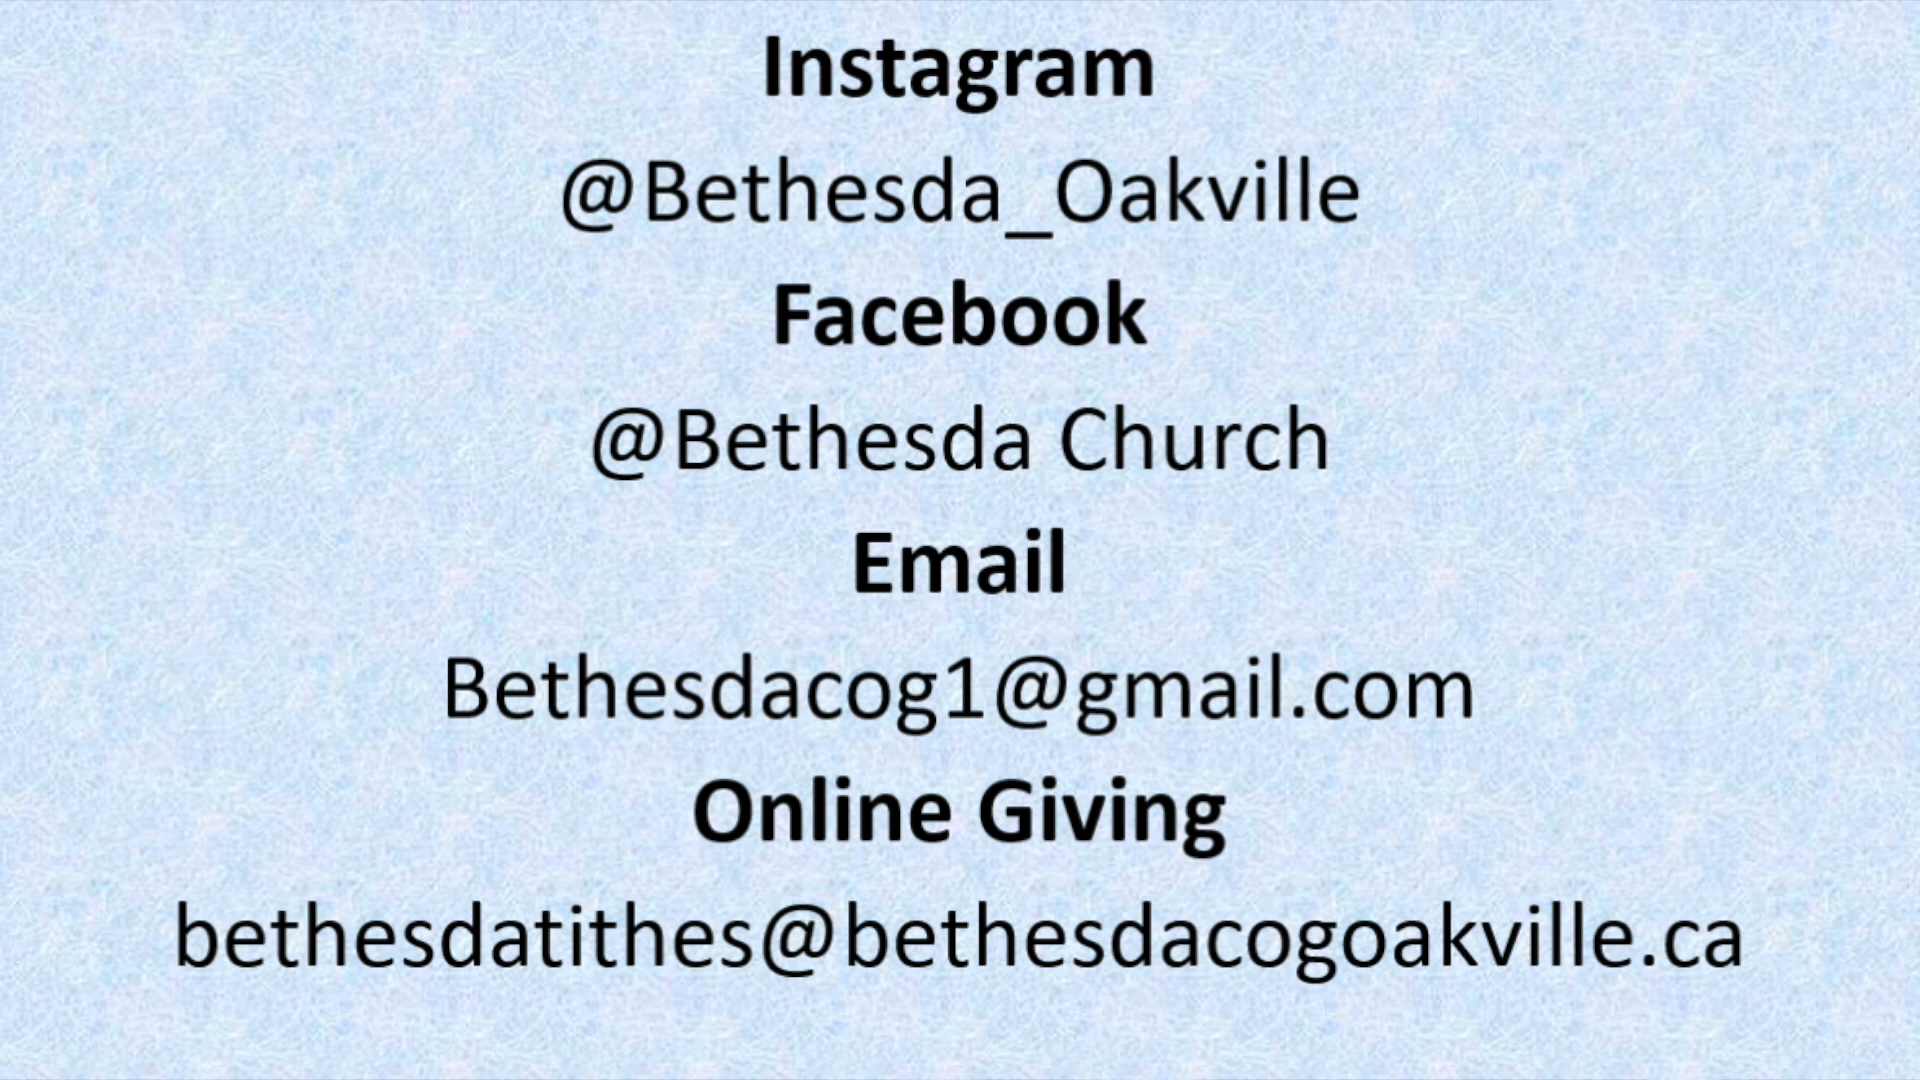 Instagram
@Bethesda_Oakville
Facebook
@Bethesda Church
Email
Bethesdacog1@gmail.com
Online Giving
bethesdatithes@bethesdacogoakville.ca